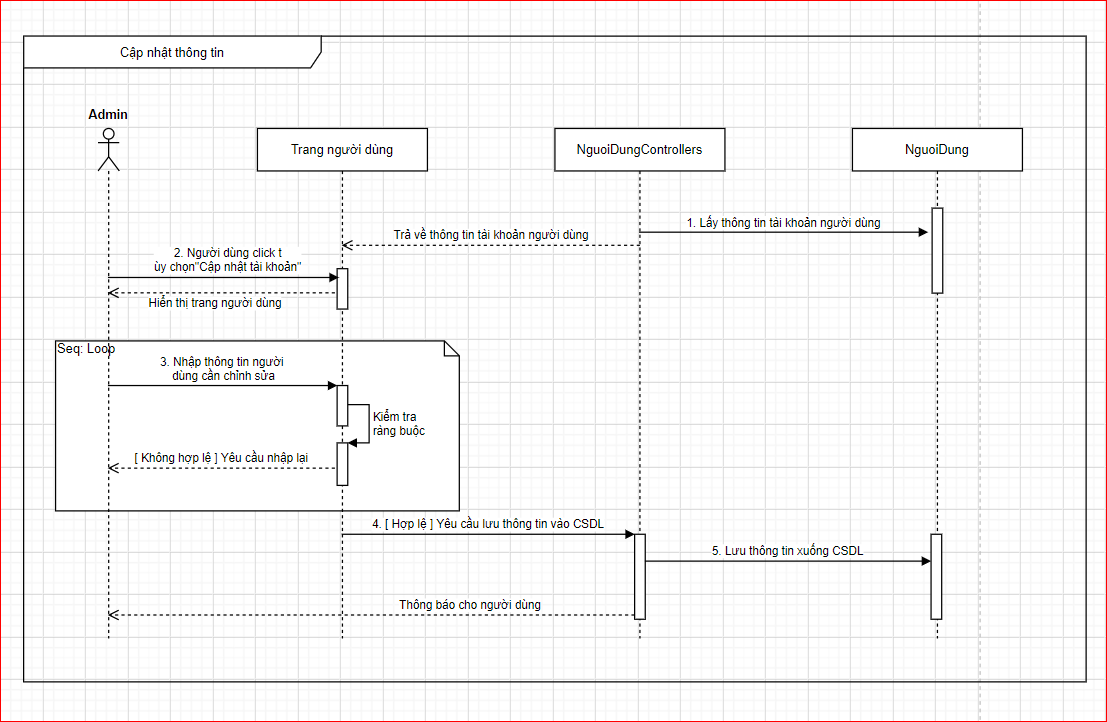 Cập nhật thông tin
Admin
Trang người dùng
NguoiDungControllers
NguoiDung
1. Lấy thông tin tài khoản người dùng
Trả về thông tin tài khoản người dùng
2. Người dùng click t
ùy chọn"Cập nhật tài khoản"
Hiển thị trang người dùng
Seq: Loop
3. Nhập thông tin người
dùng cần chỉnh sửa
Kiểm tra
ràng buộc
[ Không hợp lệ ] Yêu cầu nhập lại
4. [ Hợp lệ ] Yêu cầu lưu thông tin vào CSDL
5. Lưu thông tin xuống CSDL
Thông báo cho người dùng